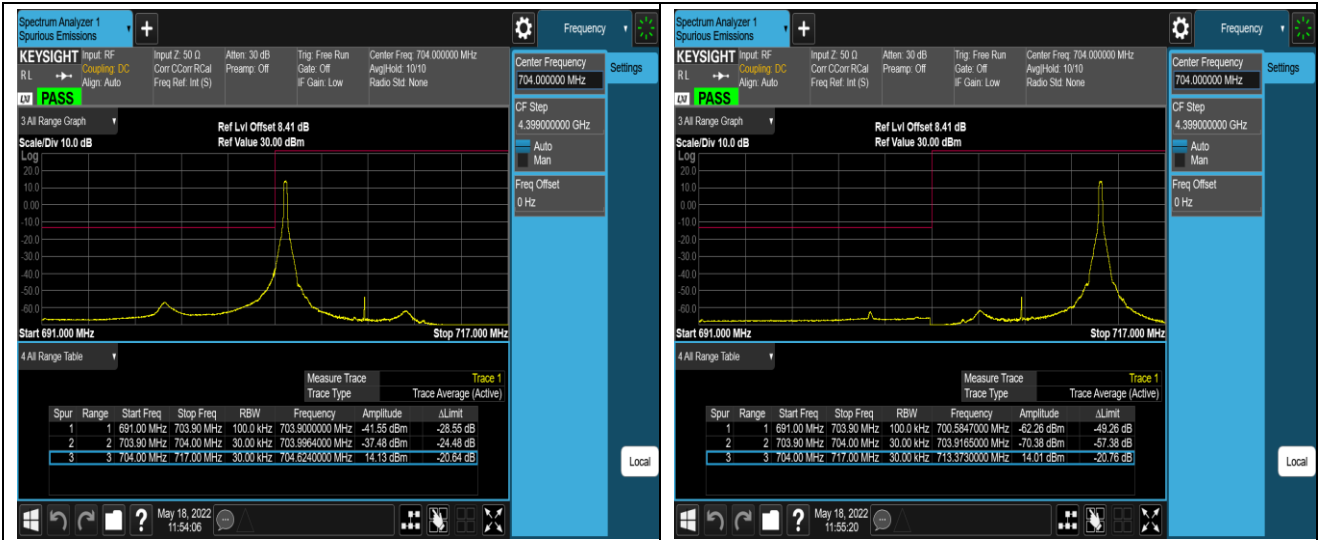 Spectrum Analyzer 1
Spurious Emissions
+
Frequency
KEYSIGHT Input: RF Input Z: 50 Ω Atten: 30 dB Trig: Free Run Center Freq: 704.000000 MHz
RL Coupling: DC Corr CCorr RCal Preamp: Off Gate: Off Avg|Hold: 10/10
Align: Auto Freq Ref: Int (S) IF Gain: Low Radio Std: None
LXI PASS
Center Frequency
704.000000 MHz
Settings
CF Step
4.399000000 GHz
Auto
Man
Freq Offset
0 Hz
3 All Range Graph
Ref Lvl Offset 8.41 dB
Scale/Div 10.0 dB Ref Value 30.00 dBm
Log
20.0
10.0
0.00
-10.0
-20.0
-30.0
-40.0
-50.0
-60.0
Start 691.000 MHz Stop 717.000 MHz
4 All Range Table
Measure Trace Trace 1
Trace Type Trace Average (Active)
Spur Range Start Freq Stop Freq RBW Frequency Amplitude ΔLimit
1 1 691.00 MHz 703.90 MHz 100.0 kHz 703.9000000 MHz -41.55 dBm -28.55 dB
2 2 703.90 MHz 704.00 MHz 30.00 kHz 703.9964000 MHz -37.48 dBm -24.48 dB
3 3 704.00 MHz 717.00 MHz 30.00 kHz 704.6240000 MHz 14.13 dBm -20.64 dB
Local
?
May 18, 2022
11:54:06
Spectrum Analyzer 1
Spurious Emissions
+
Frequency
KEYSIGHT Input: RF Input Z: 50 Ω Atten: 30 dB Trig: Free Run Center Freq: 704.000000 MHz
RL Coupling: DC Corr CCorr RCal Preamp: Off Gate: Off Avg|Hold: 10/10
Align: Auto Freq Ref: Int (S) IF Gain: Low Radio Std: None
LXI PASS
Center Frequency
704.000000 MHz
Settings
CF Step
4.399000000 GHz
Auto
Man
Freq Offset
0 Hz
3 All Range Graph
Ref Lvl Offset 8.41 dB
Scale/Div 10.0 dB Ref Value 30.00 dBm
Log
20.0
10.0
0.00
-10.0
-20.0
-30.0
-40.0
-50.0
-60.0
Start 691.000 MHz Stop 717.000 MHz
4 All Range Table
Measure Trace Trace 1
Trace Type Trace Average (Active)
Spur Range Start Freq Stop Freq RBW Frequency Amplitude ΔLimit
1 1 691.00 MHz 703.90 MHz 100.0 kHz 700.5847000 MHz -62.26 dBm -49.26 dB
2 2 703.90 MHz 704.00 MHz 30.00 kHz 703.9165000 MHz -70.38 dBm -57.38 dB
3 3 704.00 MHz 717.00 MHz 30.00 kHz 713.3730000 MHz 14.01 dBm -20.76 dB
Local
?
May 18, 2022
11:55:20